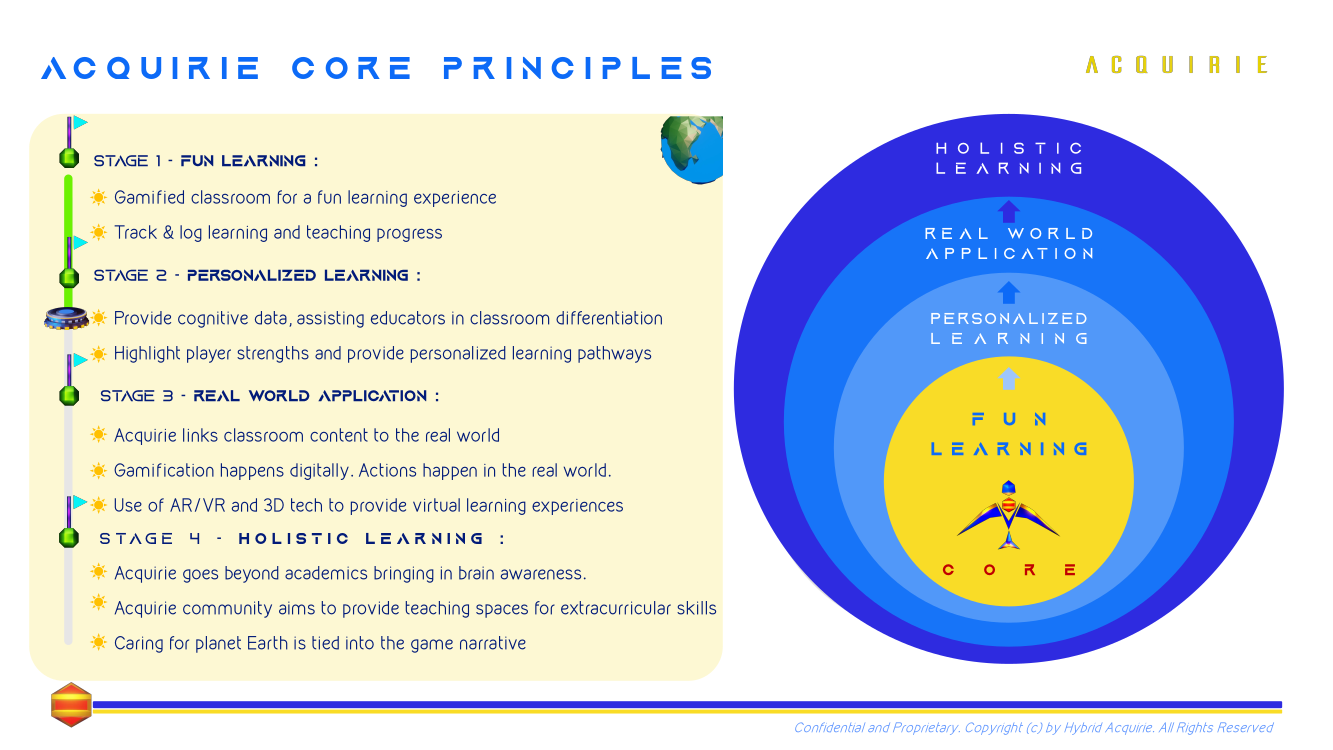 ACQUIRIE CORE PRINCIPLES
ACQUIRIE
STAGE 1 - FUN LEARNING :
Gamified classroom for a fun learning experience
Track & log learning and teaching progress
STAGE 2 - PERSONALIZED LEARNING :
Provide cognitive data, assisting educators in classroom differentiation
Highlight player strengths and provide personalized learning pathways
STAGE 3 - REAL WORLD APPLICATION :
Acquirie links classroom content to the real world
Gamification happens digitally. Actions happen in the real world.
Use of AR/VR and 3D tech to provide virtual learning experiences
STAGE 4 - HOLISTIC LEARNING :
Acquirie goes beyond academics bringing in brain awareness.
Acquirie community aims to provide teaching spaces for extracurricular skills
Caring for planet Earth is tied into the game narrative
HOLISTIC
LEARNING
REAL WORLD
APPLICATION
PERSONALIZED
LEARNING
FUN
LEARNING
CORE
Confidential and Proprietary. Copyright (c) by Hybrid Acquirie. All Rights Reserved